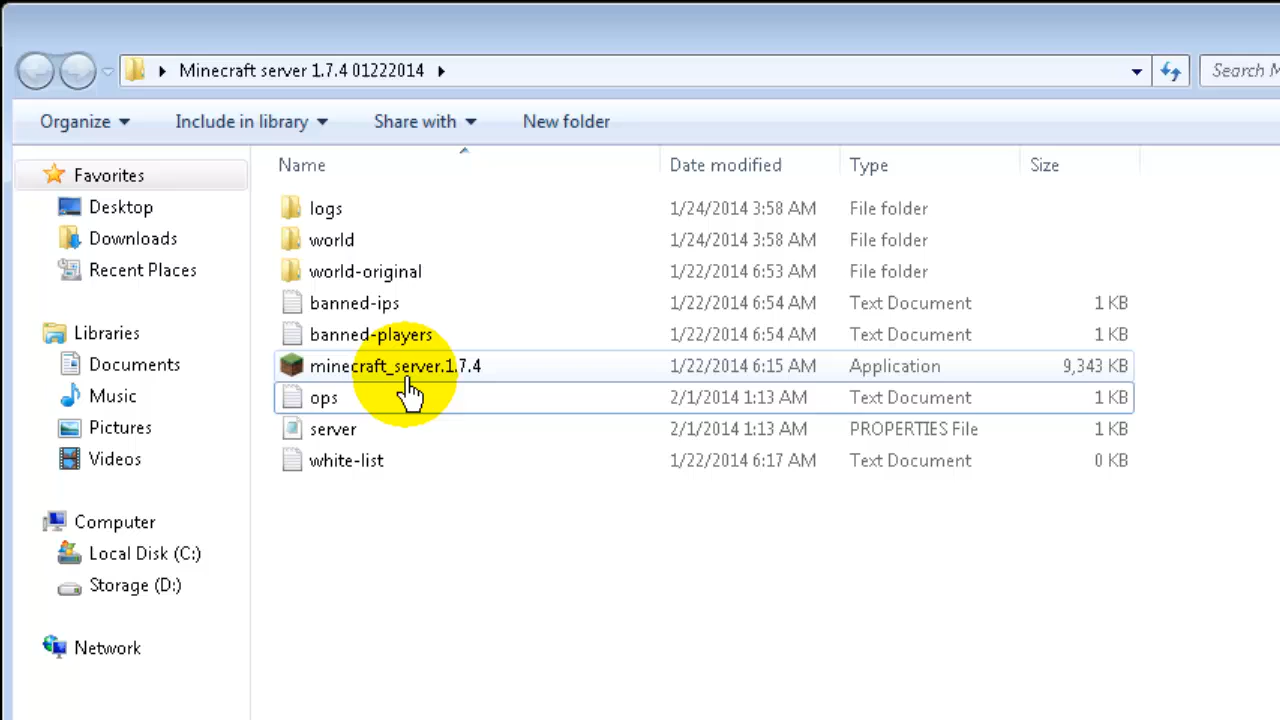 Minecraft server 1.7.4 01222014
Search M
Organize Include in library Share with New folder
Name Date modified Type Size
Favorites
Desktop
Downloads
Recent Places
Libraries
Documents
Music
Pictures
Videos
Computer
Local Disk (C:)
Storage (D:)
Network
logs 1/24/2014 3:58 AM File folder
world 1/24/2014 3:58 AM File folder
world-original 1/22/2014 6:53 AM File folder
banned-ips 1/22/2014 6:54 AM Text Document 1 KB
banned-players 1/22/2014 6:54 AM Text Document 1 KB
minecraft_server.1.7.4 1/22/2014 6:15 AM Application 9,343 KB
ops 2/1/2014 1:13 AM Text Document 1 KB
server 2/1/2014 1:13 AM PROPERTIES File 1 KB
white-list 1/22/2014 6:17 AM Text Document 0 KB